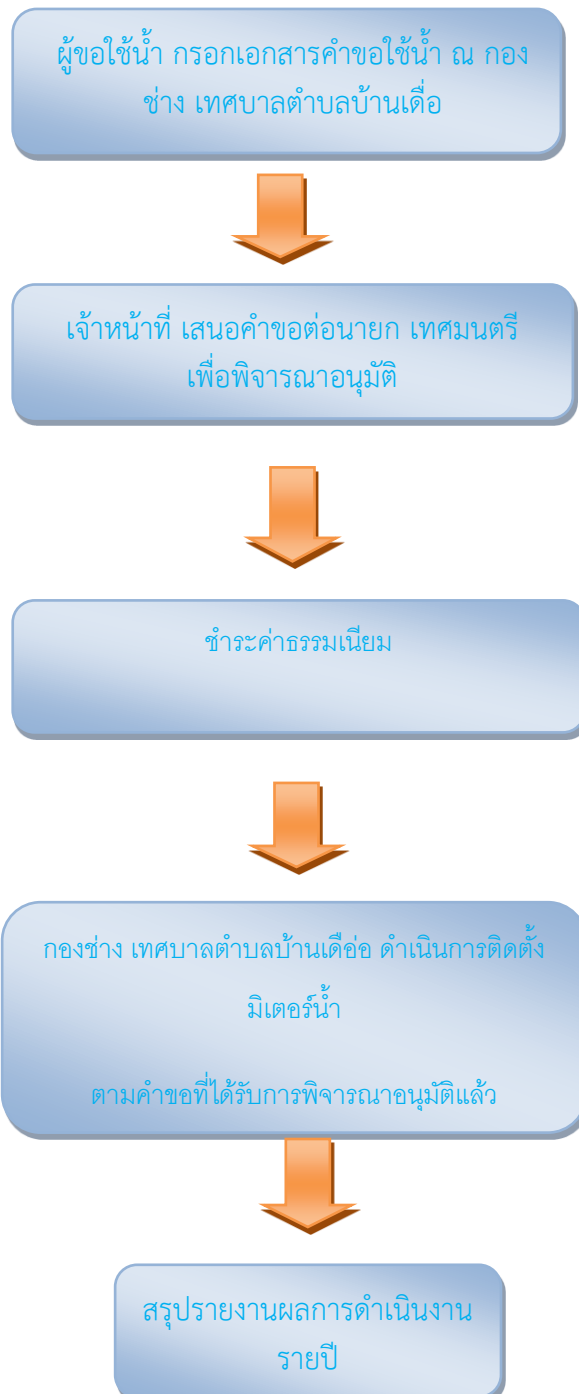 ผู้ขอใช้น้ำ กรอกเอกสารคำขอใช้น้ำ ณ กอง
ช่าง เทศบาลตำบลบ้านเดื่อ
เจ้าหน้าที่ เสนอคำขอต่อนายก เทศมนตรี
เพื่อพิจารณาอนุมัติ
ชำระค่าธรรมเนียม
กองช่าง เทศบาลตำบลบ้านเดือ่อ ดำเนินการติดตั้ง
มิเตอร์น้ำ
ตามคำขอที่ได้รับการพิจารณาอนุมัติแล้ว
สรุปรายงานผลการดำเนินงาน
รายปี